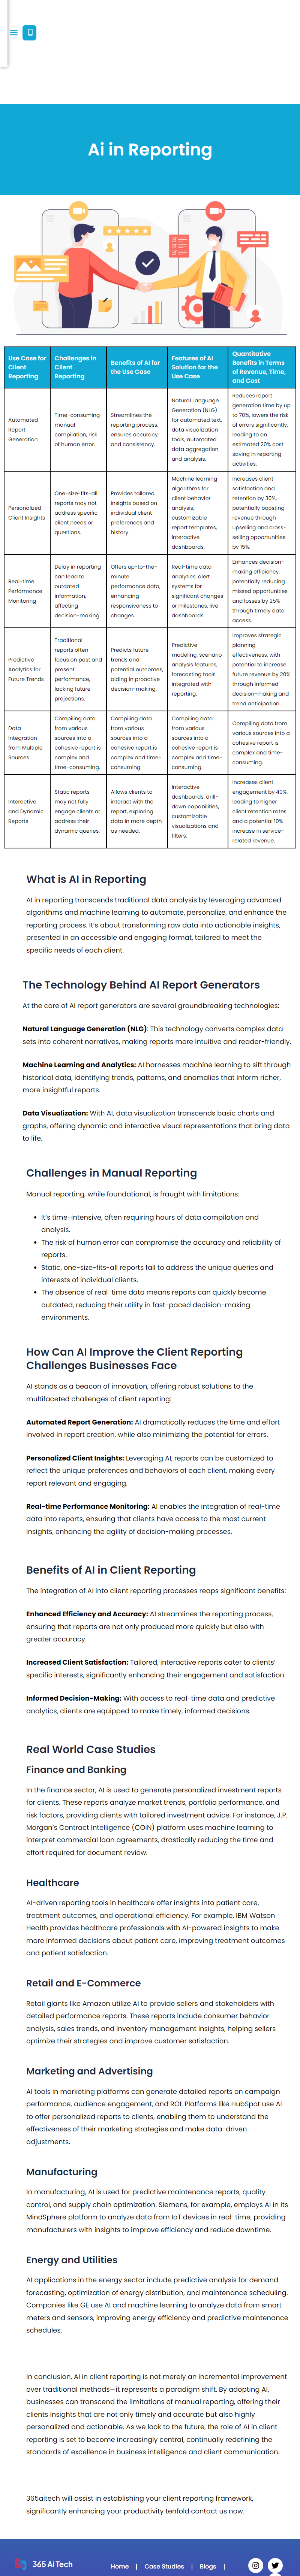 Ai in Reporting
Use Case for
Client
Reporting
Challenges in
Client
Reporting
Benefits of AI for
the Use Case
Features of AI
Solution for the
Use Case
Quantitative
Benefits in Terms
of Revenue, Time,
and Cost
Automated
Report
Generation
Time-consuming
manual
compilation, risk
of human error.
Streamlines the
reporting process,
ensures accuracy
and consistency.
Natural Language
Generation (NLG)
for automated text,
data visualization
tools, automated
data aggregation
and analysis.
Reduces report
generation time by up
to 70%, lowers the risk
of errors significantly,
leading to an
estimated 20% cost
saving in reporting
activities.
Personalized
Client Insights
One-size-fits-all
reports may not
address specific
client needs or
questions.
Provides tailored
insights based on
individual client
preferences and
history.
Machine learning
algorithms for
client behavior
analysis,
customizable
report templates,
interactive
dashboards.
Increases client
satisfaction and
retention by 30%,
potentially boosting
revenue through
upselling and cross-
selling opportunities
by 15%.
Real-time
Performance
Monitoring
Delay in reporting
can lead to
outdated
information,
affecting
decision-making.
Offers up-to-the-
minute
performance data,
enhancing
responsiveness to
changes.
Real-time data
analytics, alert
systems for
significant changes
or milestones, live
dashboards.
Enhances decision-
making efficiency,
potentially reducing
missed opportunities
and losses by 25%
through timely data
access.
Predictive
Analytics for
Future Trends
Traditional
reports often
focus on past and
present
performance,
lacking future
projections.
Predicts future
trends and
potential outcomes,
aiding in proactive
decision-making.
Predictive
modeling, scenario
analysis features,
forecasting tools
integrated with
reporting.
Improves strategic
planning
effectiveness, with
potential to increase
future revenue by 20%
through informed
decision-making and
trend anticipation.
Data
Integration
from Multiple
Sources
Compiling data
from various
sources into a
cohesive report is
complex and
time-consuming.
Compiling data
from various
sources into a
cohesive report is
complex and time-
consuming.
Compiling data
from various
sources into a
cohesive report is
complex and time-
consuming.
Compiling data from
various sources into a
cohesive report is
complex and time-
consuming.
Interactive
and Dynamic
Reports
Static reports
may not fully
engage clients or
address their
dynamic queries.
Allows clients to
interact with the
report, exploring
data in more depth
as needed.
Interactive
dashboards, drill-
down capabilities,
customizable
visualizations and
filters.
Increases client
engagement by 40%,
leading to higher
client retention rates
and a potential 10%
increase in service-
related revenue.
What is AI in Reporting
AI in reporting transcends traditional data analysis by leveraging advanced
algorithms and machine learning to automate, personalize, and enhance the
reporting process. It's about transforming raw data into actionable insights,
presented in an accessible and engaging format, tailored to meet the
specific needs of each client.
The Technology Behind AI Report Generators
At the core of AI report generators are several groundbreaking technologies:
Natural Language Generation (NLG): This technology converts complex data
sets into coherent narratives, making reports more intuitive and reader-friendly.
Machine Learning and Analytics: AI harnesses machine learning to sift through
historical data, identifying trends, patterns, and anomalies that inform richer,
more insightful reports.
Data Visualization: With AI, data visualization transcends basic charts and
graphs, offering dynamic and interactive visual representations that bring data
to life.
Challenges in Manual Reporting
Manual reporting, while foundational, is fraught with limitations:
• It's time-intensive, often requiring hours of data compilation and
analysis.
• The risk of human error can compromise the accuracy and reliability of
reports.
• Static, one-size-fits-all reports fail to address the unique queries and
interests of individual clients.
• The absence of real-time data means reports can quickly become
outdated, reducing their utility in fast-paced decision-making
environments.
How Can AI Improve the Client Reporting
Challenges Businesses Face
AI stands as a beacon of innovation, offering robust solutions to the
multifaceted challenges of client reporting:
Automated Report Generation: AI dramatically reduces the time and effort
involved in report creation, while also minimizing the potential for errors.
Personalized Client Insights: Leveraging AI, reports can be customized to
reflect the unique preferences and behaviors of each client, making every
report relevant and engaging.
Real-time Performance Monitoring: AI enables the integration of real-time
data into reports, ensuring that clients have access to the most current
insights, enhancing the agility of decision-making processes.
Benefits of AI in Client Reporting
The integration of AI into client reporting processes reaps significant benefits:
Enhanced Efficiency and Accuracy: AI streamlines the reporting process,
ensuring that reports are not only produced more quickly but also with
greater accuracy.
Increased Client Satisfaction: Tailored, interactive reports cater to clients'
specific interests, significantly enhancing their engagement and satisfaction.
Informed Decision-Making: With access to real-time data and predictive
analytics, clients are equipped to make timely, informed decisions.
Real World Case Studies
Finance and Banking
In the finance sector, AI is used to generate personalized investment reports
for clients. These reports analyze market trends, portfolio performance, and
risk factors, providing clients with tailored investment advice. For instance, J.P.
Morgan's Contract Intelligence (COiN) platform uses machine learning to
interpret commercial loan agreements, drastically reducing the time and
effort required for document review.
Healthcare
AI-driven reporting tools in healthcare offer insights into patient care,
treatment outcomes, and operational efficiency. For example, IBM Watson
Health provides healthcare professionals with AI-powered insights to make
more informed decisions about patient care, improving treatment outcomes
and patient satisfaction.
Retail and E-Commerce
Retail giants like Amazon utilize AI to provide sellers and stakeholders with
detailed performance reports. These reports include consumer behavior
analysis, sales trends, and inventory management insights, helping sellers
optimize their strategies and improve customer satisfaction.
Marketing and Advertising
AI tools in marketing platforms can generate detailed reports on campaign
performance, audience engagement, and ROI. Platforms like HubSpot use AI
to offer personalized reports to clients, enabling them to understand the
effectiveness of their marketing strategies and make data-driven
adjustments.
Manufacturing
In manufacturing, AI is used for predictive maintenance reports, quality
control, and supply chain optimization. Siemens, for example, employs AI in its
MindSphere platform to analyze data from IoT devices in real-time, providing
manufacturers with insights to improve efficiency and reduce downtime.
Energy and Utilities
AI applications in the energy sector include predictive analysis for demand
forecasting, optimization of energy distribution, and maintenance scheduling.
Companies like GE use AI and machine learning to analyze data from smart
meters and sensors, improving energy efficiency and predictive maintenance
schedules.
In conclusion, AI in client reporting is not merely an incremental improvement
over traditional methods—it represents a paradigm shift. By adopting AI,
businesses can transcend the limitations of manual reporting, offering their
clients insights that are not only timely and accurate but also highly
personalized and actionable. As we look to the future, the role of AI in client
reporting is set to become increasingly central, continually redefining the
standards of excellence in business intelligence and client communication.
365aitech will assist in establishing your client reporting framework,
significantly enhancing your productivity tenfold contact us now.
365 AI Tech
Home | Case Studies | Blogs |